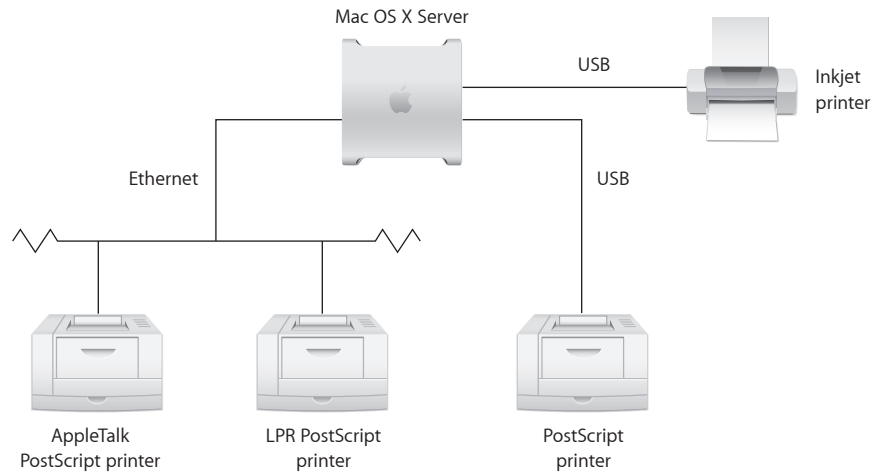 Mac OS X Server
USB
Inkjet
printer
Ethernet
USB
AppleTalk
PostScript printer
LPR PostScript
printer
PostScript
printer